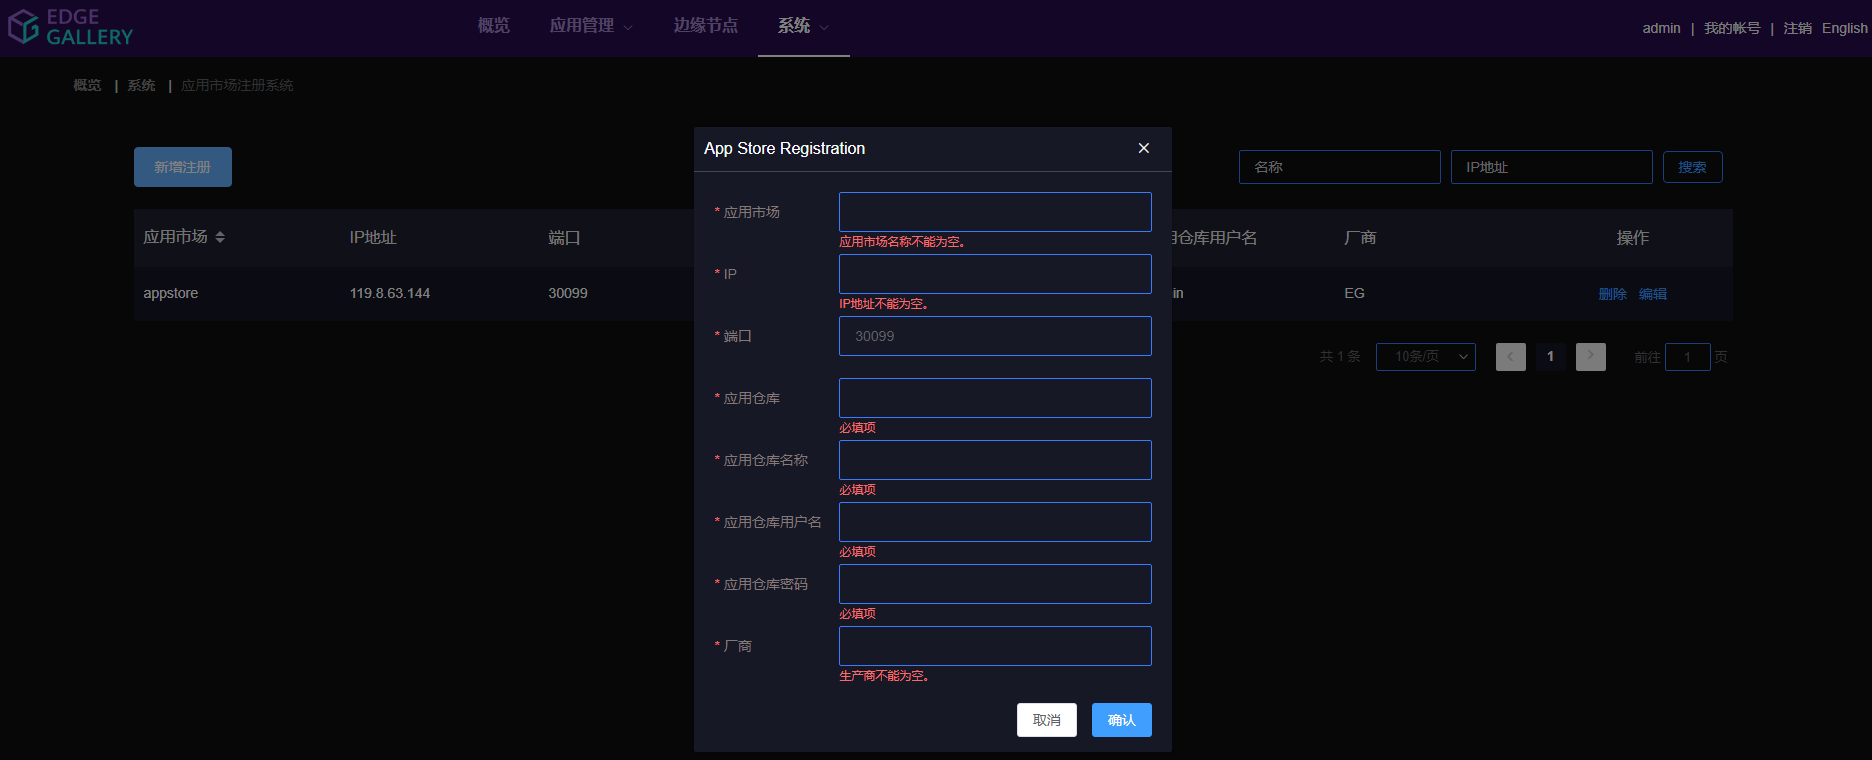 EDGE
GALLERY
概览
应用管理
边缘节点
系统
admin | 我的帐号 | 注销 English
概览 | 系统 | 应用市场注册系统
新增注册
名称
IP地址
搜索
应用市场
IP地址
端口
仓库用户名
厂商
操作
appstore
119.8.63.144
30099
in
EG
删除 编辑
共 1 条
10条/页
1
前往 1 页
App Store Registration
* 应用市场
应用市场名称不能为空。
* IP
IP地址不能为空。
* 端口
30099
* 应用仓库
必填项
* 应用仓库名称
必填项
* 应用仓库用户名
必填项
* 应用仓库密码
必填项
* 厂商
生产商不能为空。
取消
确认